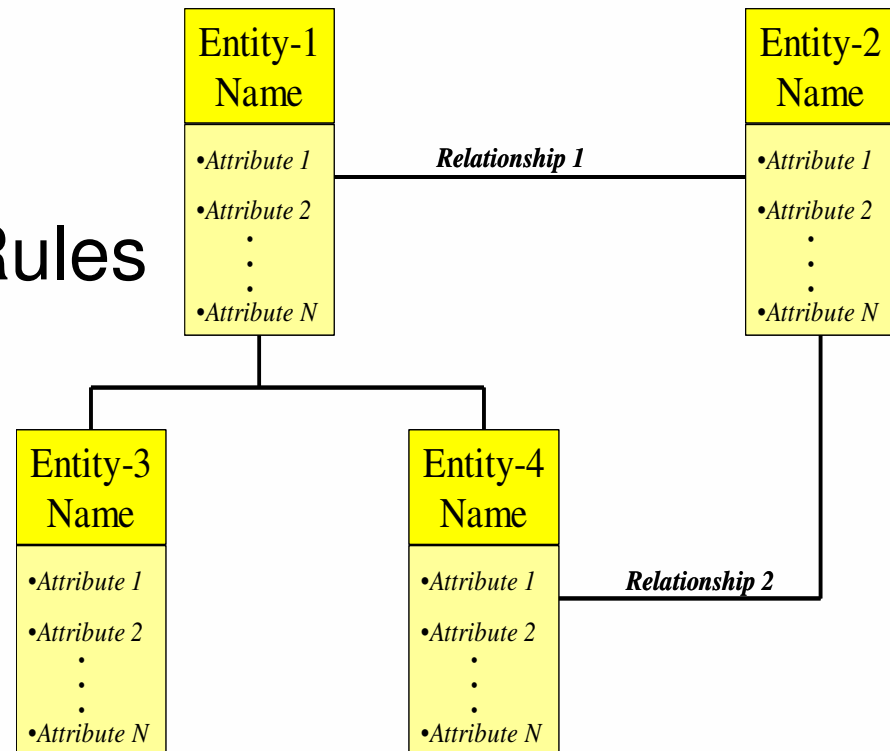 Entity-1
Name
•Attribute 1
•Attribute 2
•
•
•
•Attribute N
Relationship 1
Entity-2
Name
•Attribute 1
•Attribute 2
•
•
•
•Attribute N
Rules
Entity-3
Name
•Attribute 1
•Attribute 2
•
•
•
•Attribute N
Entity-4
Name
•Attribute 1
•Attribute 2
•
•
•
•Attribute N
Relationship 2